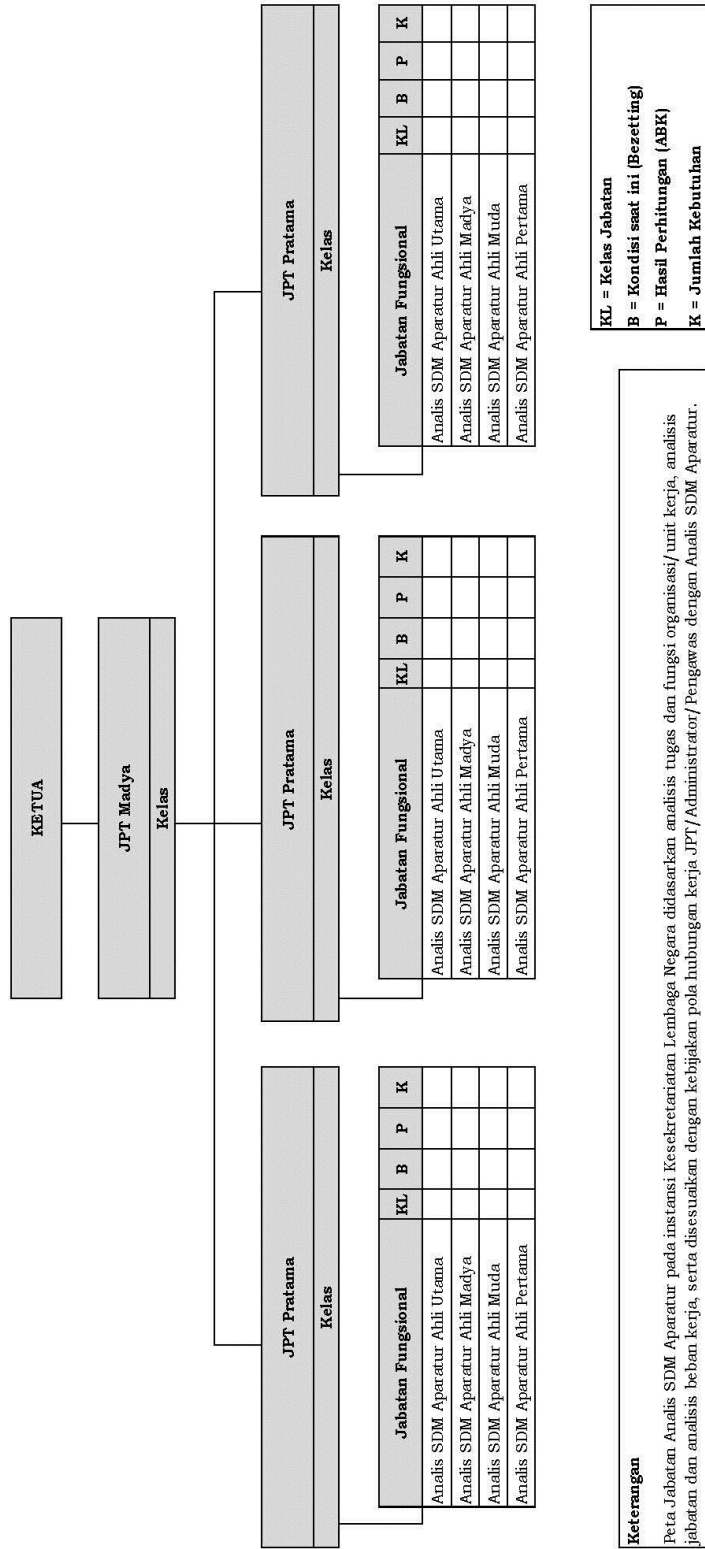 KETUA
JPT Madya
Kelas
JPT Pratama
Kelas
Jabatan Fungsional KL B P K
Analis SDM Aparatur Ahli Utama
Analis SDM Aparatur Ahli Madya
Analis SDM Aparatur Ahli Muda
Analis SDM Aparatur Ahli Pertama
JPT Pratama
Kelas
Jabatan Fungsional KL B P K
Analis SDM Aparatur Ahli Utama
Analis SDM Aparatur Ahli Madya
Analis SDM Aparatur Ahli Muda
Analis SDM Aparatur Ahli Pertama
JPT Pratama
Kelas
Jabatan Fungsional KL B P K
Analis SDM Aparatur Ahli Utama
Analis SDM Aparatur Ahli Madya
Analis SDM Aparatur Ahli Muda
Analis SDM Aparatur Ahli Pertama
Keterangan
Peta Jabatan Analis SDM Aparatur pada instansi Kesekretariatan Lembaga Negara didasarkan analisis tugas dan fungsi organisasi/unit kerja, analisis
jabatan dan analisis beban kerja, serta disesuaikan dengan kebijakan pola hubungan kerja JPT/Administrator/Pengawas dengan Analis SDM Aparatur.
KL = Kelas Jabatan
B = Kondisi saat ini (Bezetting)
P = Hasil Perhitungan (ABK)
K = Jumlah Kebutuhan